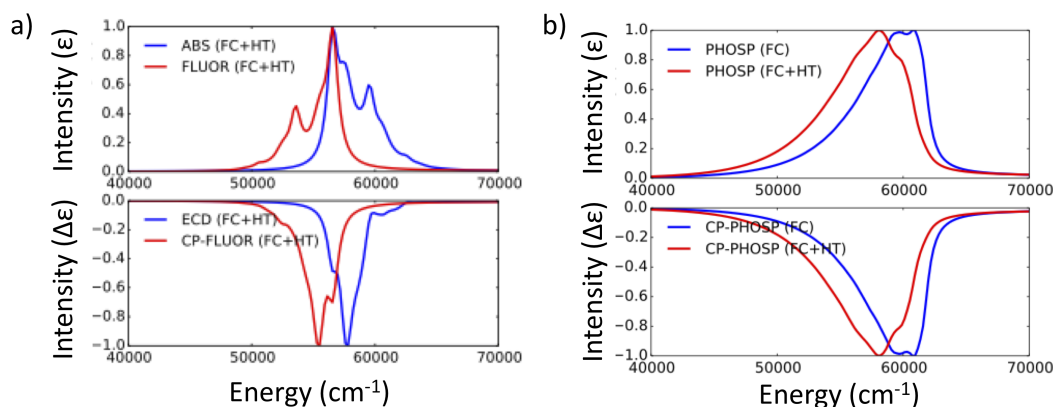 a)
Intensity (ε)
1.0
0.8
0.6
0.4
0.2
0.0
ABS (FC+HT)
FLUOR (FC+HT)
40000 50000 60000 70000
Intensity (Δε)
0.0
−0.2
−0.4
−0.6
−0.8
−1.0
ECD (FC+HT)
CP-FLUOR (FC+HT)
40000 50000 60000 70000
Energy (cm⁻¹)
b)
Intensity (ε)
1.0
0.8
0.6
0.4
0.2
0.0
PHOSP (FC)
PHOSP (FC+HT)
40000 50000 60000 70000
Intensity (Δε)
0.0
−0.2
−0.4
−0.6
−0.8
−1.0
CP-PHOSP (FC)
CP-PHOSP (FC+HT)
40000 50000 60000 70000
Energy (cm⁻¹)